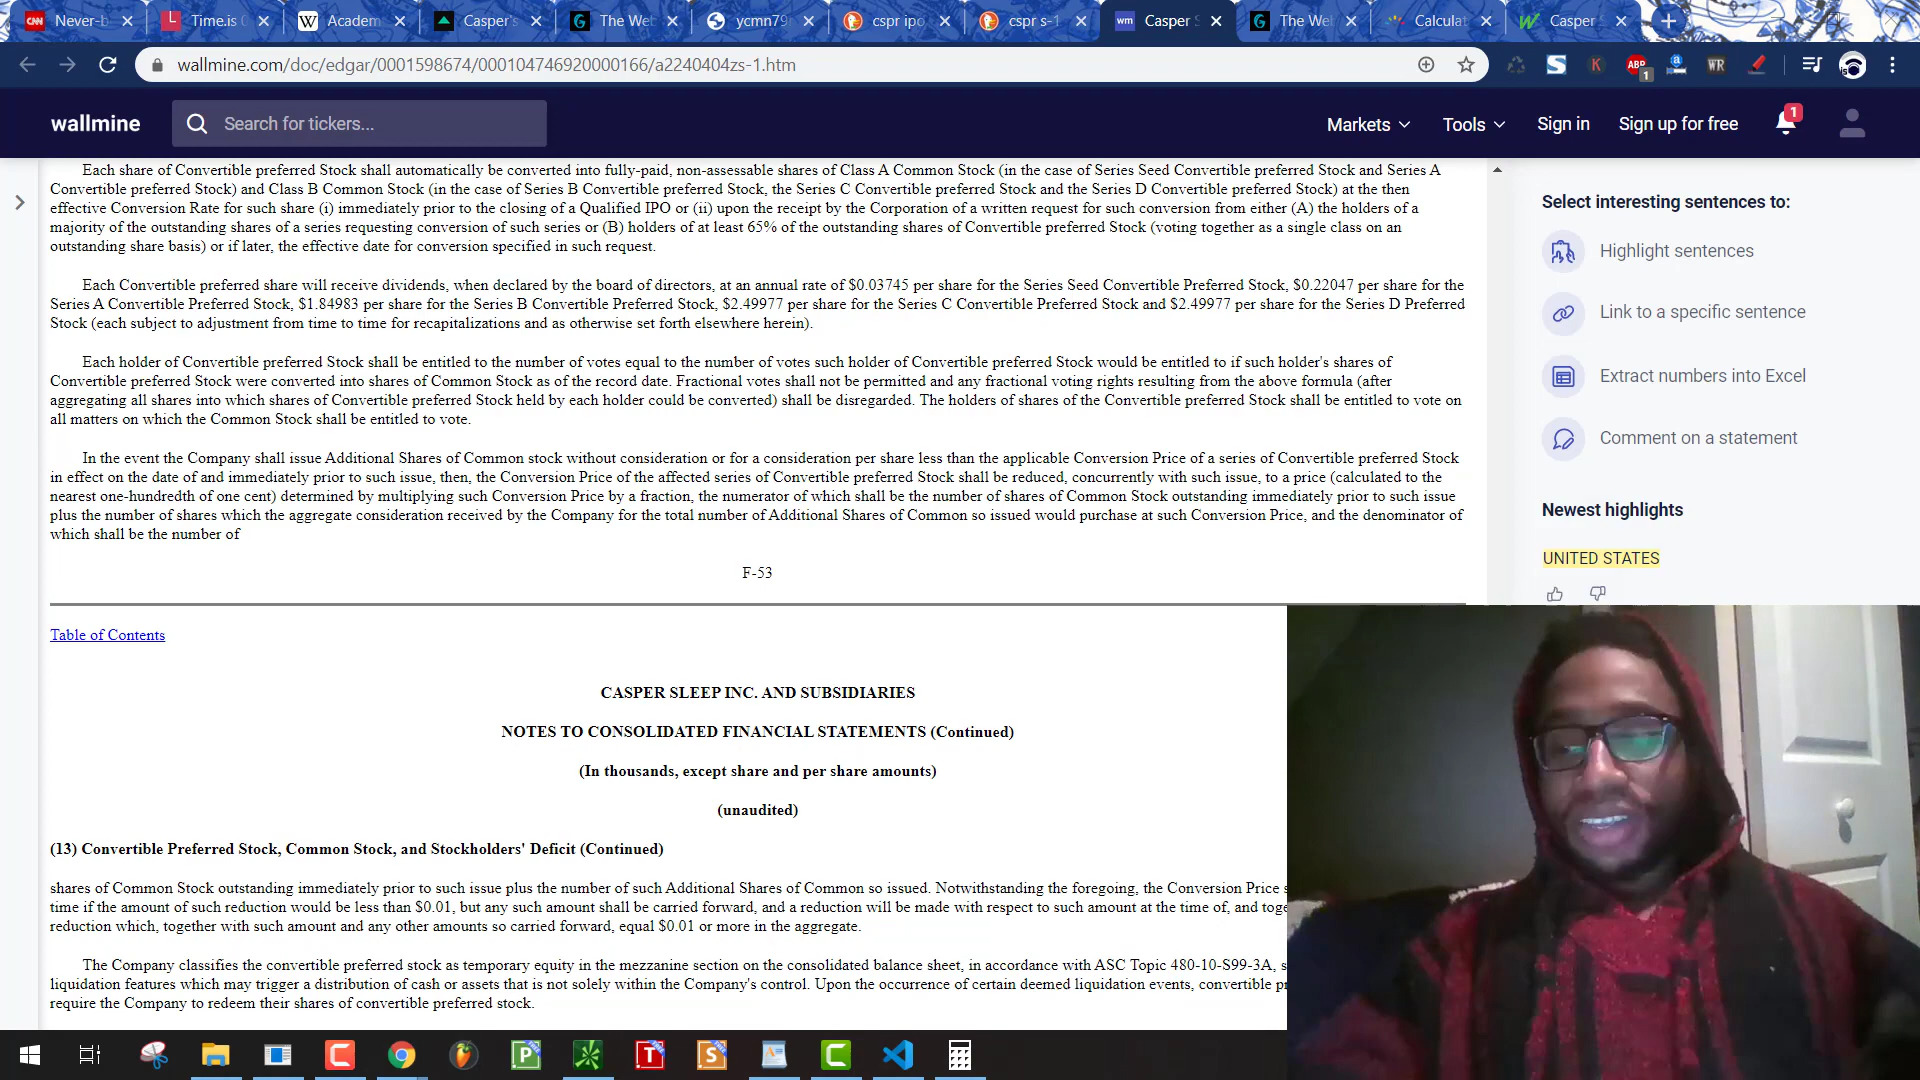 Never-b
Time.is
Academ
Casper's
The Wel
ycmn79
cspr ipo
cspr s-1
Casper S
The Wel
Calculat
Casper
wallmine.com/doc/edgar/0001598674/000104746920000166/a2240404zs-1.htm
wallmine
Search for tickers...
Markets
Tools
Sign in
Sign up for free
1
Each share of Convertible preferred Stock shall automatically be converted into fully-paid, non-assessable shares of Class A Common Stock (in the case of Series Seed Convertible preferred Stock and Series A
Convertible preferred Stock) and Class B Common Stock (in the case of Series B Convertible preferred Stock, the Series C Convertible preferred Stock and the Series D Convertible preferred Stock) at the then
effective Conversion Rate for such share (i) immediately prior to the closing of a Qualified IPO or (ii) upon the receipt by the Corporation of a written request for such conversion from either (A) the holders of a
majority of the outstanding shares of a series requesting conversion of such series or (B) holders of at least 65% of the outstanding shares of Convertible preferred Stock (voting together as a single class on an
outstanding share basis) or if later, the effective date for conversion specified in such request.
Each Convertible preferred share will receive dividends, when declared by the board of directors, at an annual rate of $0.03745 per share for the Series Seed Convertible Preferred Stock, $0.22047 per share for the
Series A Convertible Preferred Stock, $1.84983 per share for the Series B Convertible Preferred Stock, $2.49977 per share for the Series C Convertible Preferred Stock and $2.49977 per share for the Series D Preferred
Stock (each subject to adjustment from time to time for recapitalizations and as otherwise set forth elsewhere herein).
Each holder of Convertible preferred Stock shall be entitled to the number of votes equal to the number of votes such holder of Convertible preferred Stock would be entitled to if such holder's shares of
Convertible preferred Stock were converted into shares of Common Stock as of the record date. Fractional votes shall not be permitted and any fractional voting rights resulting from the above formula (after
aggregating all shares into which shares of Convertible preferred Stock held by each holder could be converted) shall be disregarded. The holders of shares of the Convertible preferred Stock shall be entitled to vote on
all matters on which the Common Stock shall be entitled to vote.
In the event the Company shall issue Additional Shares of Common stock without consideration or for a consideration per share less than the applicable Conversion Price of a series of Convertible preferred Stock
in effect on the date of and immediately prior to such issue, then, the Conversion Price of the affected series of Convertible preferred Stock shall be reduced, concurrently with such issue, to a price (calculated to the
nearest one-hundredth of one cent) determined by multiplying such Conversion Price by a fraction, the numerator of which shall be the number of shares of Common Stock outstanding immediately prior to such issue
plus the number of shares which the aggregate consideration received by the Company for the total number of Additional Shares of Common so issued would purchase at such Conversion Price, and the denominator of
which shall be the number of
F-53
Table of Contents
CASPER SLEEP INC. AND SUBSIDIARIES
NOTES TO CONSOLIDATED FINANCIAL STATEMENTS (Continued)
(In thousands, except share and per share amounts)
(unaudited)
(13) Convertible Preferred Stock, Common Stock, and Stockholders' Deficit (Continued)
shares of Common Stock outstanding immediately prior to such issue plus the number of such Additional Shares of Common so issued. Notwithstanding the foregoing, the Conversion Price s
time if the amount of such reduction would be less than $0.01, but any such amount shall be carried forward, and a reduction will be made with respect to such amount at the time of, and toge
reduction which, together with such amount and any other amounts so carried forward, equal $0.01 or more in the aggregate.
The Company classifies the convertible preferred stock as temporary equity in the mezzanine section on the consolidated balance sheet, in accordance with ASC Topic 480-10-S99-3A, s
liquidation features which may trigger a distribution of cash or assets that is not solely within the Company's control. Upon the occurrence of certain deemed liquidation events, convertible pr
require the Company to redeem their shares of convertible preferred stock.
Select interesting sentences to:
Highlight sentences
Link to a specific sentence
Extract numbers into Excel
Comment on a statement
Newest highlights
UNITED STATES